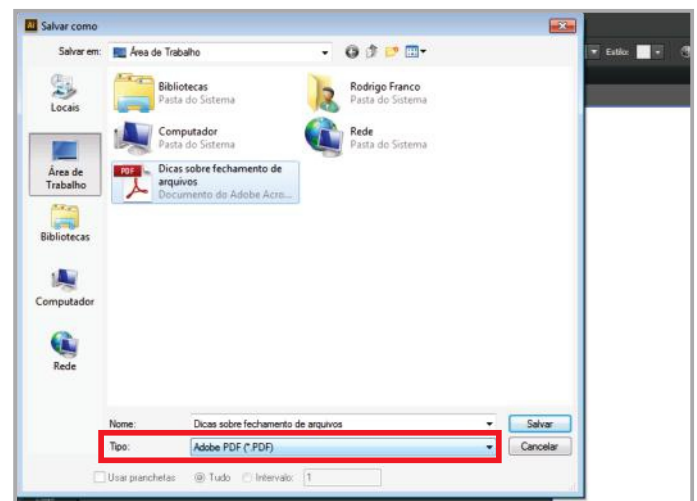 Ai Salvar como
Salvar em: Área de Trabalho
Estilo:
Locais
Bibliotecas
Pasta do Sistema
Rodrigo Franco
Pasta do Sistema
Computador
Pasta do Sistema
Rede
Pasta do Sistema
Área de
Trabalho
PDF
Dicas sobre fechamento de
arquivos
Documento do Adobe Acro...
Bibliotecas
Computador
Rede
Nome: Dicas sobre fechamento de arquivos Salvar
Tipo: Adobe PDF (*.PDF) Cancelar
Usar pranchetas Tudo Intervalo: 1